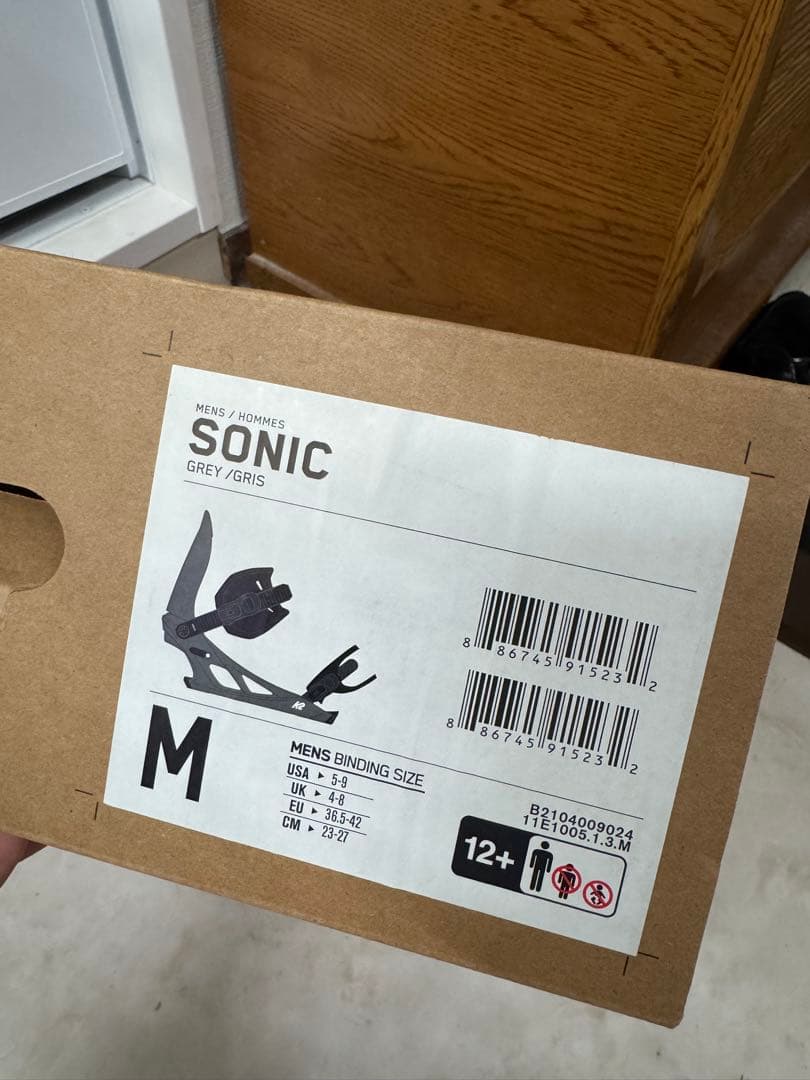 MENS / HOMMES
SONIC
GREY /GRIS
K2
8 86745 91523 2
8 86745 91523 2
M
MENS BINDING SIZE
USA ▶ 5-9
UK ▶ 4-8
EU ▶ 36.5-42
CM ▶ 23-27
B2104009024
11E1005.1.3.M
12+